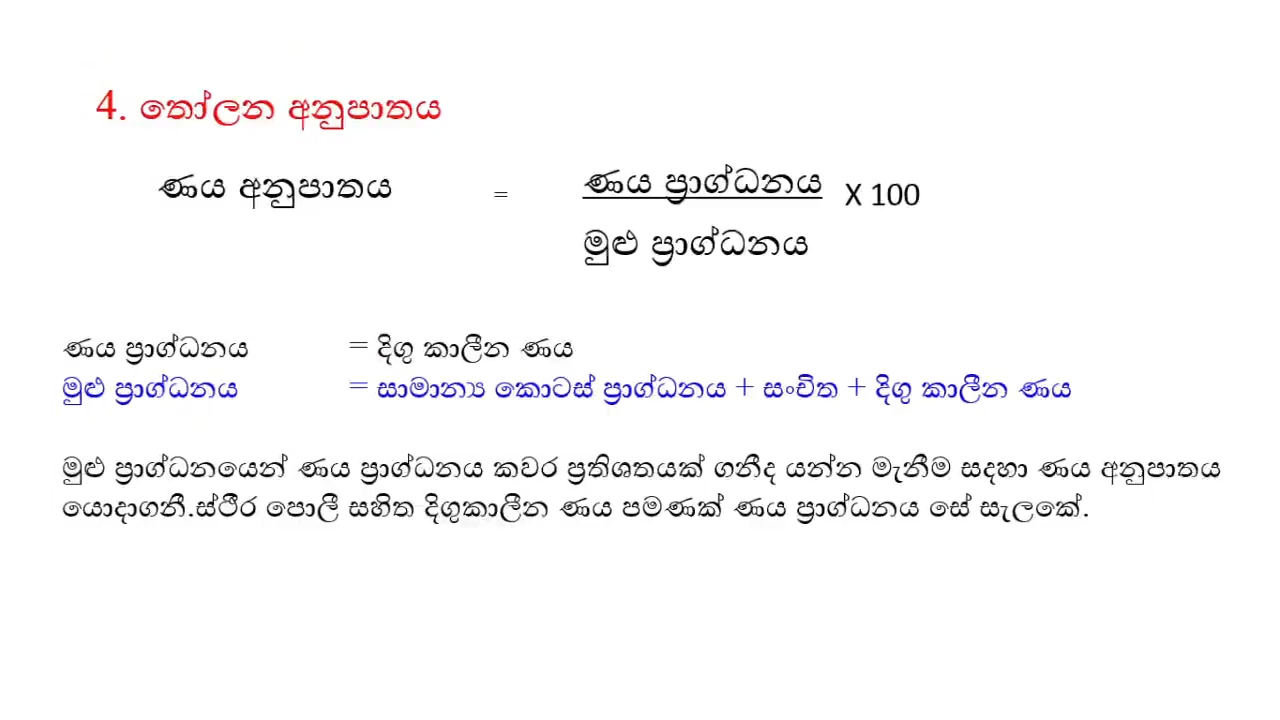 4. තෝලන අනුපාතය
ණය අනුපාතය = ණය ප්‍රාග්ධනය X 100
මුළු ප්‍රාග්ධනය
ණය ප්‍රාග්ධනය = දිගු කාලීන ණය
මුළු ප්‍රාග්ධනය = සාමාන්‍ය කොටස් ප්‍රාග්ධනය + සංචිත + දිගු කාලීන ණය
මුළු ප්‍රාග්ධනයෙන් ණය ප්‍රාග්ධනය කවර ප්‍රතිශතයක් ගනීද යන්න මැනීම සදහා ණය අනුපාතය
යොදාගනී.ස්ථීර පොලී සහිත දිගුකාලීන ණය පමණක් ණය ප්‍රාග්ධනය සේ සැලකේ.